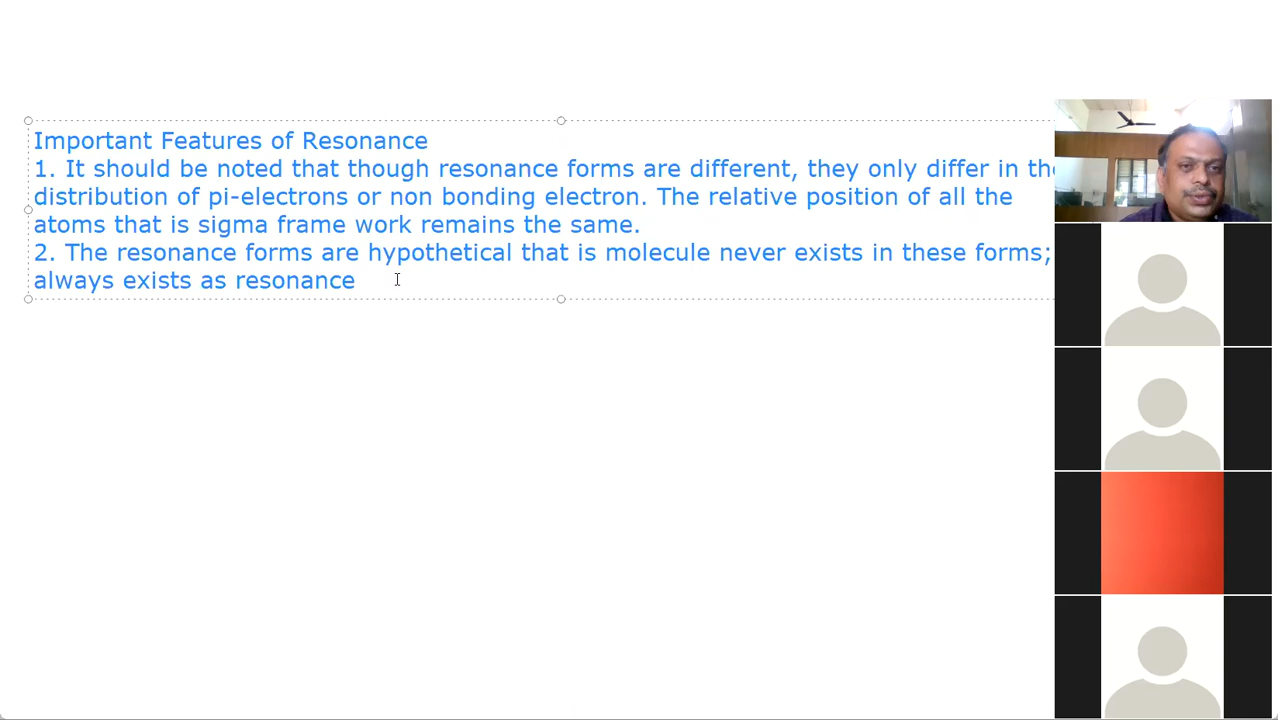 Important Features of Resonance
1. It should be noted that though resonance forms are different, they only differ in the
distribution of pi-electrons or non bonding electron. The relative position of all the
atoms that is sigma frame work remains the same.
2. The resonance forms are hypothetical that is molecule never exists in these forms;
always exists as resonance